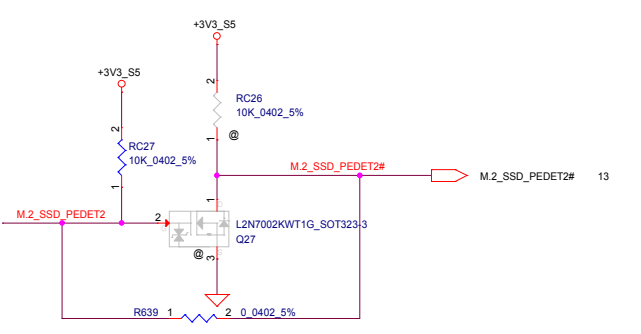 +3V3_S5
+3V3_S5
2
RC26
10K_0402_5%
1
@
2
RC27
10K_0402_5%
1
M.2_SSD_PEDET2#
M.2_SSD_PEDET2# 13
1
M.2_SSD_PEDET2
2
L2N7002KWT1G_SOT323-3
Q27
@
3
R639 1 2 0_0402_5%